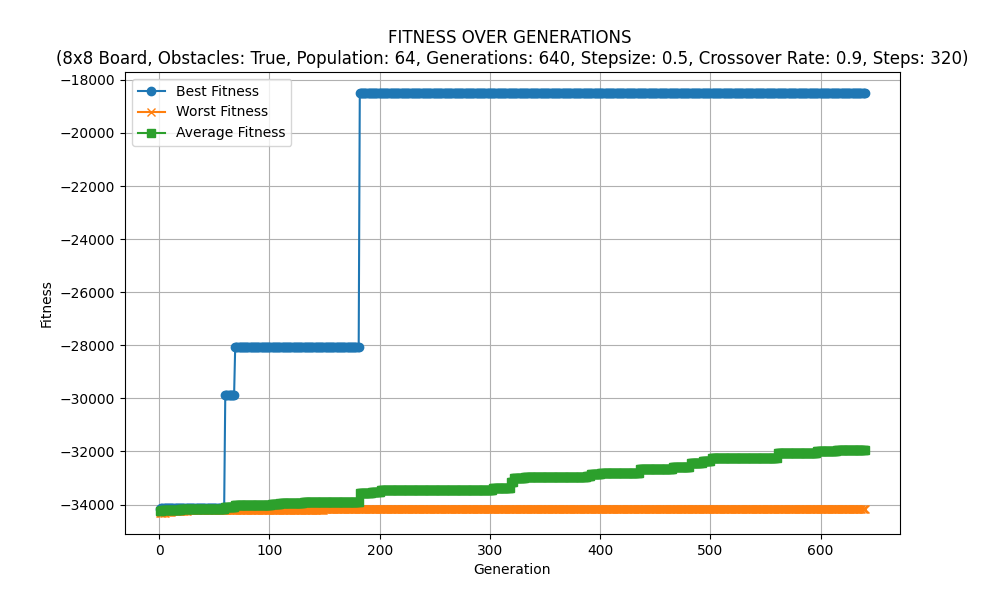 FITNESS OVER GENERATIONS
(8x8 Board, Obstacles: True, Population: 64, Generations: 640, Stepsize: 0.5, Crossover Rate: 0.9, Steps: 320)
Best Fitness
Worst Fitness
Average Fitness
Fitness
−18000
−20000
−22000
−24000
−26000
−28000
−30000
−32000
−34000
0 100 200 300 400 500 600
Generation